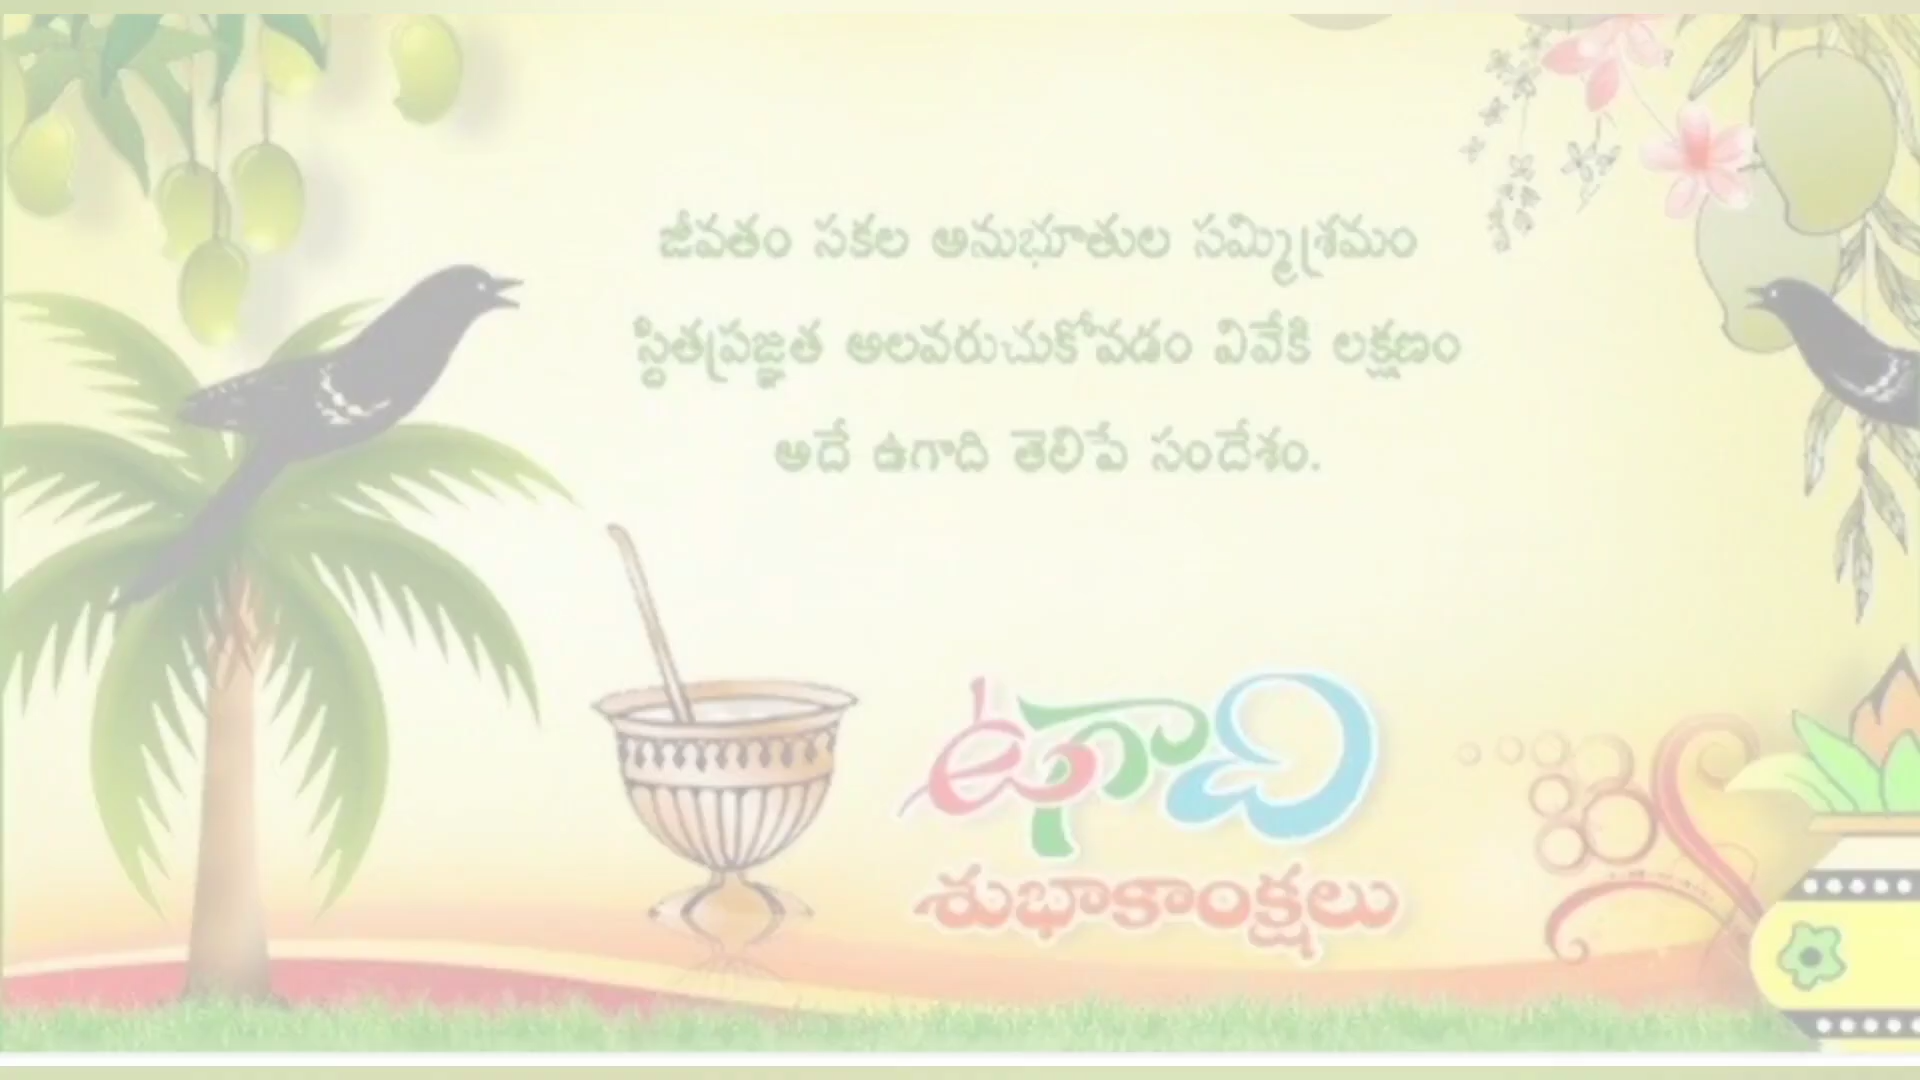 జీవతం సకల అనుభూతుల సమ్మిశ్రమం
స్థితప్రజ్ఞత అలవరుచుకోవడం వివేకి లక్షణం
అదే ఉగాది తెలిపే సందేశం.
ఉగాది
శుభాకాంక్షలు